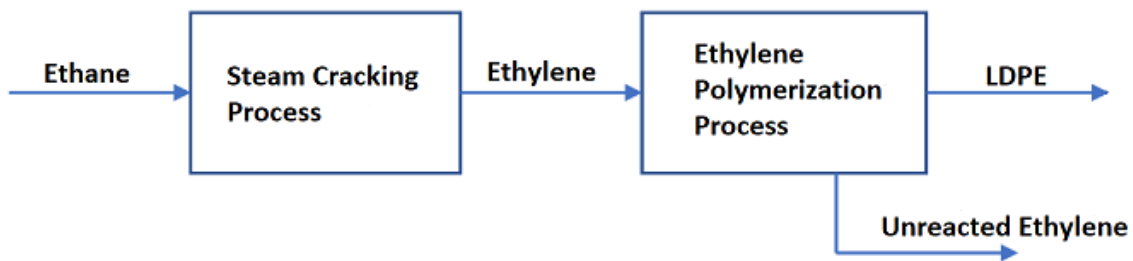 Ethane
Steam Cracking
Process
Ethylene
Ethylene
Polymerization
Process
LDPE
Unreacted Ethylene